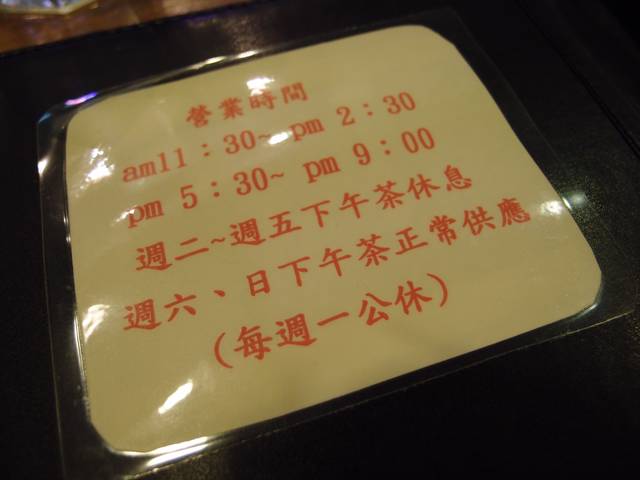 營業時間
am11：30~ pm 2：30
pm 5：30~ pm 9：00
週二~週五下午茶休息
週六、日下午茶正常供應
(每週一公休)